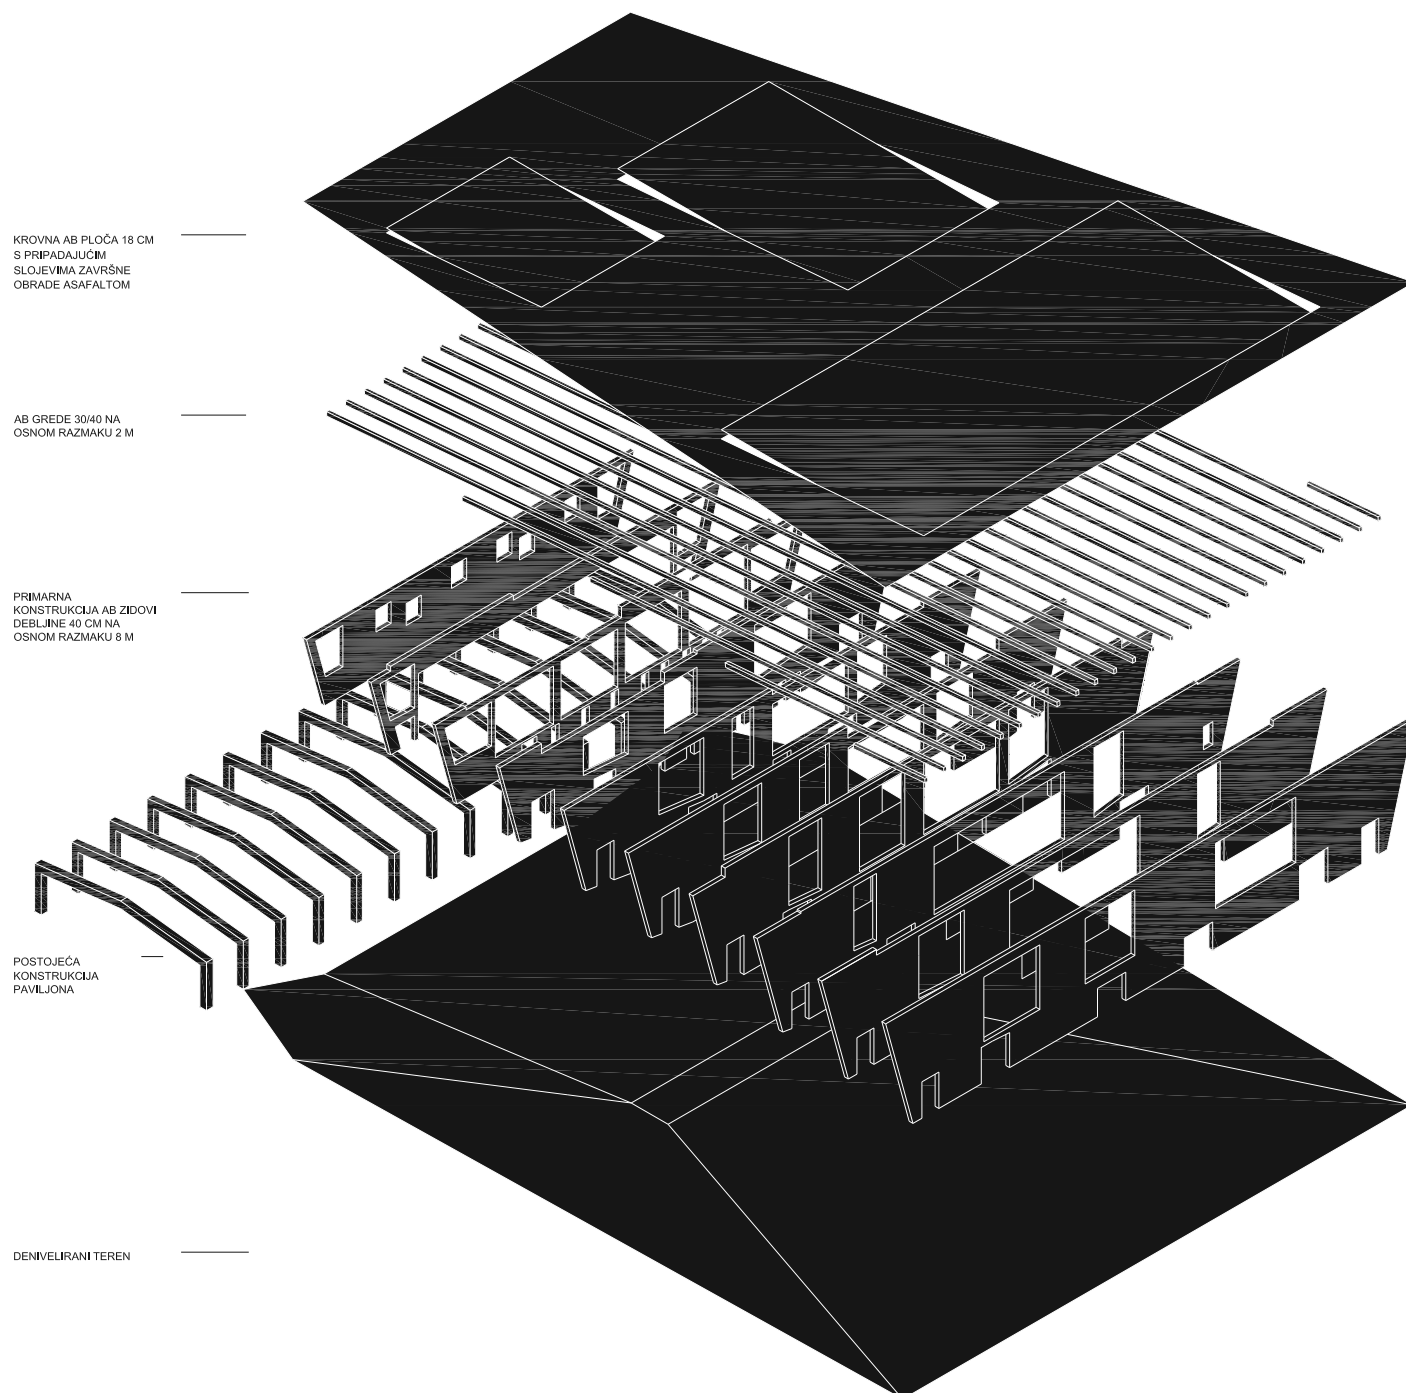 KROVNA AB PLOČA 18 CM
S PRIPADAJUĆIM
SLOJEVIMA ZAVRŠNE
OBRADE ASAFALTOM
AB GREDE 30/40 NA
OSNOM RAZMAKU 2 M
PRIMARNA
KONSTRUKCIJA AB ZIDOVI
DEBLJINE 40 CM NA
OSNOM RAZMAKU 8 M
POSTOJEĆA
KONSTRUKCIJA
PAVILJONA
DENIVELIRANI TEREN